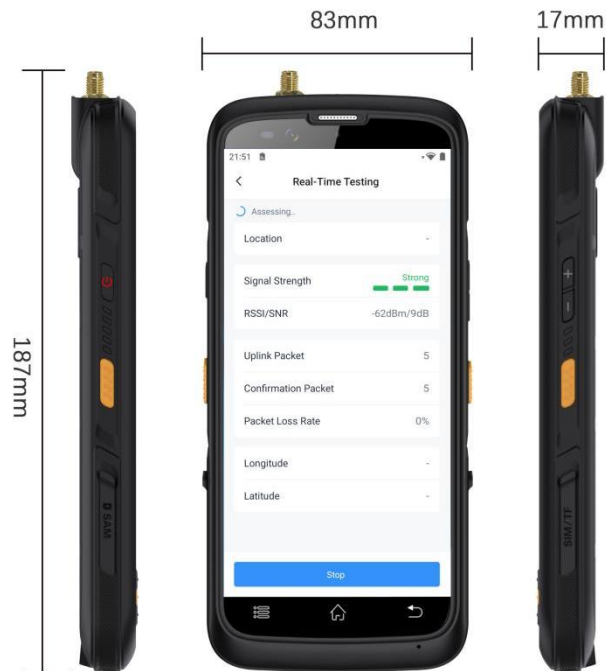 83mm
17mm
187mm
21:51
Real-Time Testing
Assessing..
Location -
Signal Strength Strong
RSSI/SNR -62dBm/9dB
Uplink Packet 5
Confirmation Packet 5
Packet Loss Rate 0%
Longitude -
Latitude -
Stop
SAM
SIM/TF